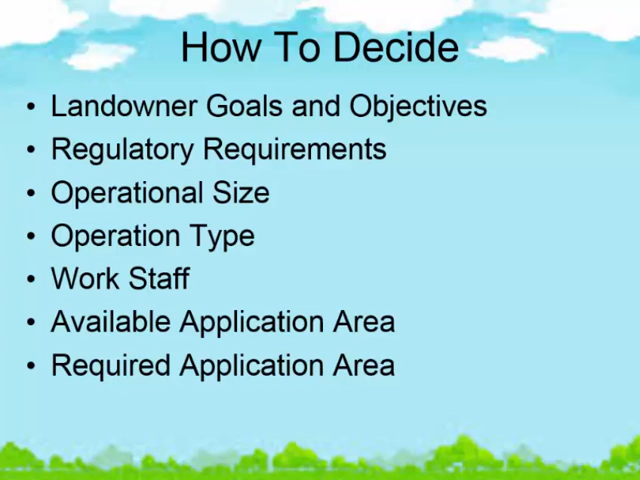 How To Decide
• Landowner Goals and Objectives
• Regulatory Requirements
• Operational Size
• Operation Type
• Work Staff
• Available Application Area
• Required Application Area